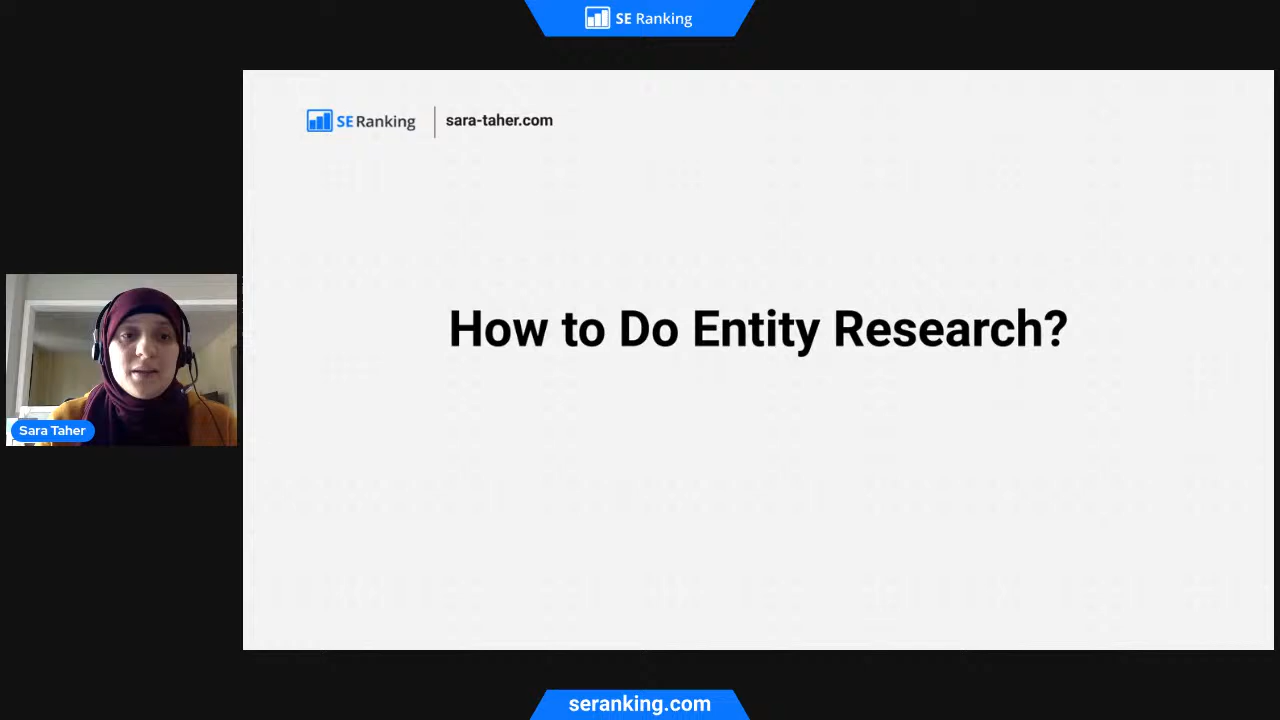 SE Ranking
SE Ranking
sara-taher.com
How to Do Entity Research?
Sara Taher
seranking.com